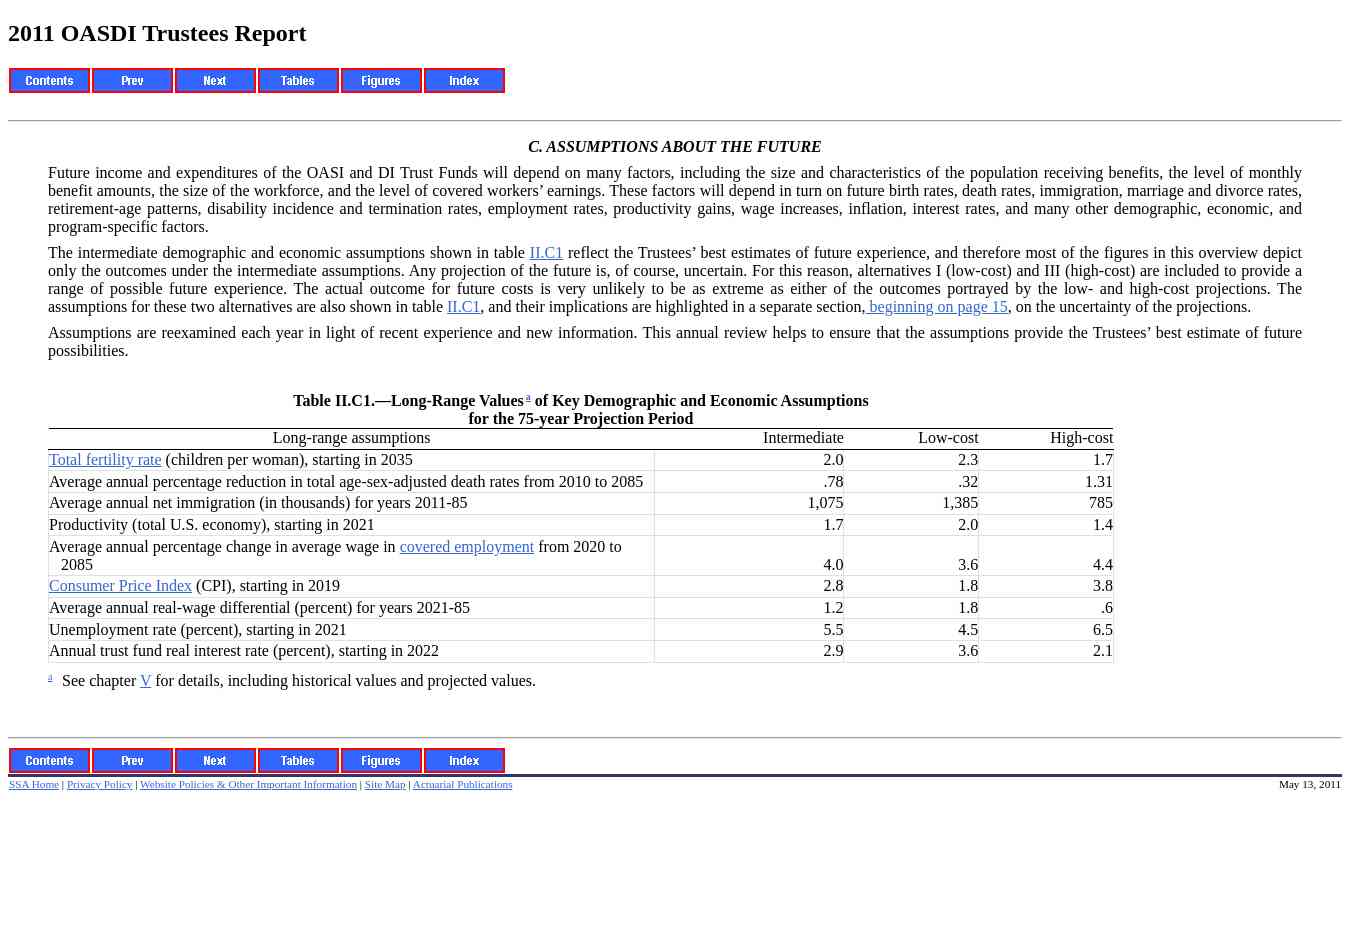 2011 OASDI Trustees Report
Contents Prev Next Tables Figures Index
C. ASSUMPTIONS ABOUT THE FUTURE
Future income and expenditures of the OASI and DI Trust Funds will depend on many factors, including the size and characteristics of the population receiving benefits, the level of monthly
benefit amounts, the size of the workforce, and the level of covered workers’ earnings. These factors will depend in turn on future birth rates, death rates, immigration, marriage and divorce rates,
retirement-age patterns, disability incidence and termination rates, employment rates, productivity gains, wage increases, inflation, interest rates, and many other demographic, economic, and
program-specific factors.
The intermediate demographic and economic assumptions shown in table II.C1 reflect the Trustees’ best estimates of future experience, and therefore most of the figures in this overview depict
only the outcomes under the intermediate assumptions. Any projection of the future is, of course, uncertain. For this reason, alternatives I (low-cost) and III (high-cost) are included to provide a
range of possible future experience. The actual outcome for future costs is very unlikely to be as extreme as either of the outcomes portrayed by the low- and high-cost projections. The
assumptions for these two alternatives are also shown in table II.C1, and their implications are highlighted in a separate section, beginning on page 15, on the uncertainty of the projections.
Assumptions are reexamined each year in light of recent experience and new information. This annual review helps to ensure that the assumptions provide the Trustees’ best estimate of future
possibilities.
Table II.C1.—Long-Range Values a of Key Demographic and Economic Assumptions
for the 75-year Projection Period
Long-range assumptions Intermediate Low-cost High-cost
Total fertility rate (children per woman), starting in 2035 2.0 2.3 1.7
Average annual percentage reduction in total age-sex-adjusted death rates from 2010 to 2085 .78 .32 1.31
Average annual net immigration (in thousands) for years 2011-85 1,075 1,385 785
Productivity (total U.S. economy), starting in 2021 1.7 2.0 1.4
Average annual percentage change in average wage in covered employment from 2020 to
2085 4.0 3.6 4.4
Consumer Price Index (CPI), starting in 2019 2.8 1.8 3.8
Average annual real-wage differential (percent) for years 2021-85 1.2 1.8 .6
Unemployment rate (percent), starting in 2021 5.5 4.5 6.5
Annual trust fund real interest rate (percent), starting in 2022 2.9 3.6 2.1
a See chapter V for details, including historical values and projected values.
Contents Prev Next Tables Figures Index
SSA Home | Privacy Policy | Website Policies & Other Important Information | Site Map | Actuarial Publications May 13, 2011